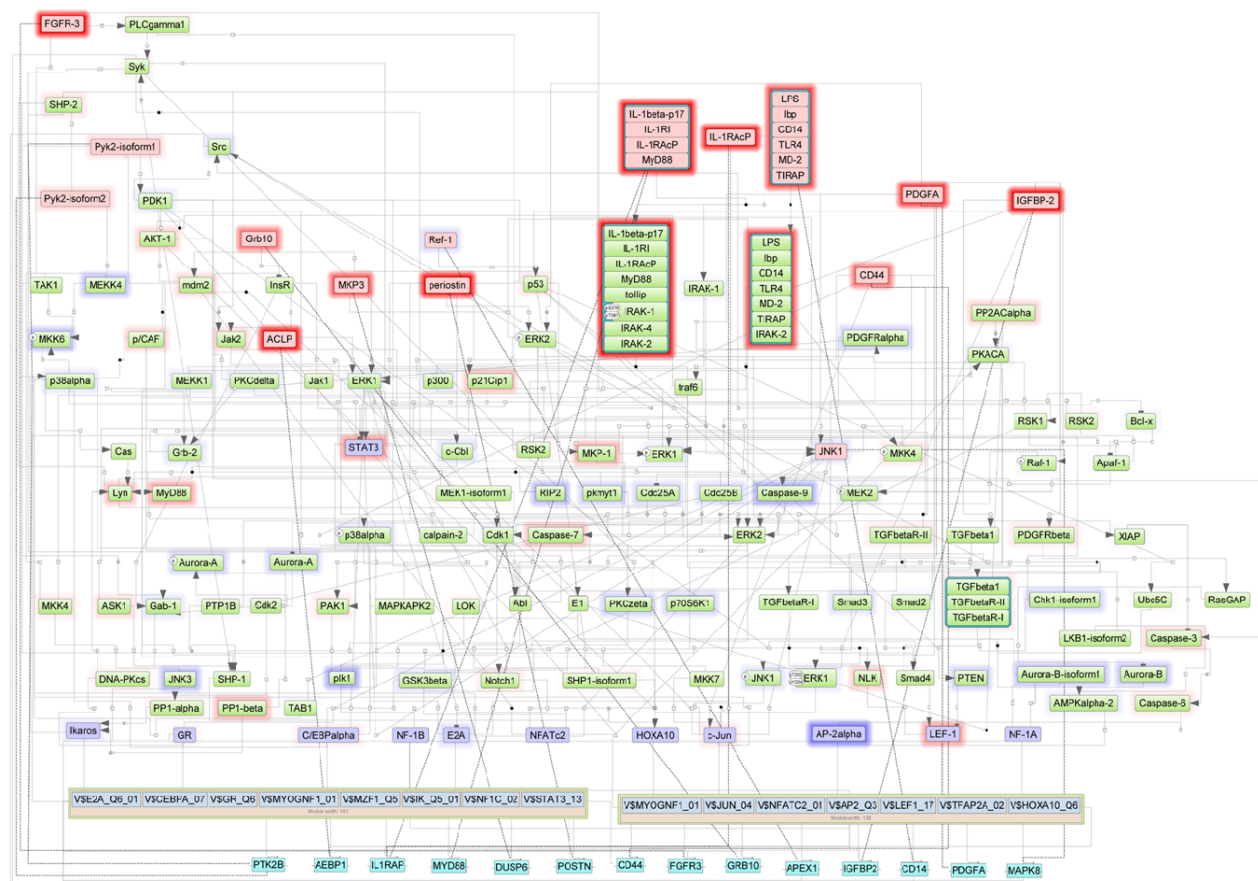 FGFR-3
PLCgamma1
Syk
SHP-2
Pyk2-isoform1
Src
Pyk2-isoform2
PDK1
IL-1beta-p17
IL-1RI
IL-1RAcP
MyD88
IL-1RAcP
LPS
lbp
CD14
TLR4
MD-2
TIRAP
PDGFA
IGFBP-2
AKT-1
Grb10
Ref-1
IL-1beta-p17
IL-1RI
IL-1RAcP
MyD88
tollip
IRAK-1
IRAK-4
IRAK-2
LPS
lbp
CD14
TLR4
MD-2
TIRAP
IRAK-2
TAK1
MEKK4
mdm2
InsR
MKP3
periostin
p53
IRAK-1
CD44
PP2ACalpha
MKK6
p/CAF
Jak2
ACLP
ERK2
PDGFRalpha
PKACA
p38alpha
MEKK1
PKCdelta
Jak1
ERK1
p300
p21Cip1
traf6
RSK1
RSK2
Bcl-x
Cas
Grb-2
STAT3
c-Cbl
RSK2
MKP-1
ERK1
JNK1
MKK4
Raf-1
Apaf-1
Lyn
MyD88
MEK1-isoform1
RIP2
pkmyt1
Cdc25A
Cdc25B
Caspase-9
MEK2
p38alpha
calpain-2
Cdk1
Caspase-7
ERK2
TGFbetaR-II
TGFbeta1
PDGFRbeta
XIAP
Aurora-A
Aurora-A
TGFbeta1
TGFbetaR-II
TGFbetaR-I
MKK4
ASK1
Gab-1
PTP1B
Cdk2
PAK1
MAPKAPK2
LOK
Abl
E1
PKCzeta
p70S6K1
TGFbetaR-I
Smad3
Smad2
Chk1-isoform1
Ubc5C
RasGAP
LKB1-isoform2
Caspase-3
DNA-PKcs
JNK3
SHP-1
plk1
GSK3beta
Notch1
SHP1-isoform1
MKK7
JNK1
ERK1
NLK
Smad4
PTEN
Aurora-B-isoform1
Aurora-B
PP1-alpha
PP1-beta
TAB1
AMPKalpha-2
Caspase-6
Ikaros
GR
C/EBPalpha
NF-1B
E2A
NFATc2
HOXA10
c-Jun
AP-2alpha
LEF-1
NF-1A
V$E2A_Q6_01
V$CEBPA_07
V$GR_Q6
V$MYOGNF1_01
V$MZF1_Q5
V$IK_Q5_01
V$NF1C_02
V$STAT3_13
V$MYOGNF1_01
V$JUN_04
V$NFATC2_01
V$AP2_Q3
V$LEF1_17
V$TFAP2A_02
V$HOXA10_Q6
PTK2B
AEBP1
IL1RAP
MYD88
DUSP6
POSTN
CD44
FGFR3
GRB10
APEX1
IGFBP2
CD14
PDGFA
MAPK8